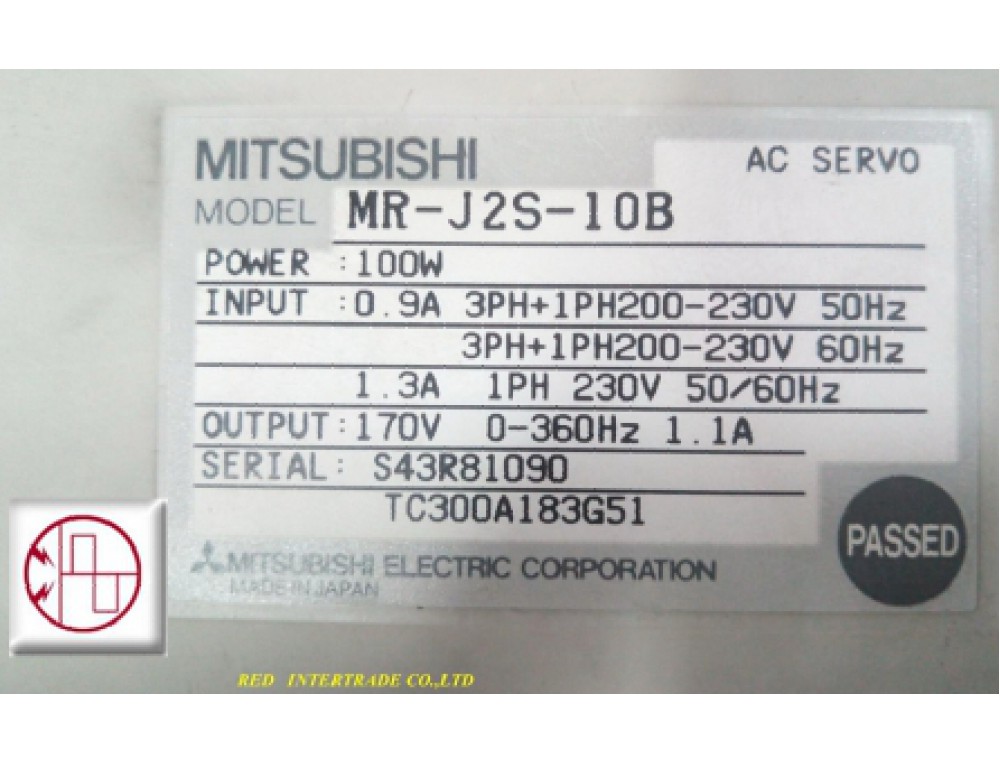 MITSUBISHI AC SERVO
MODEL MR-J2S-10B
POWER :100W
INPUT :0.9A 3PH+1PH200-230V 50Hz
3PH+1PH200-230V 60Hz
1.3A 1PH 230V 50/60Hz
OUTPUT:170V 0-360Hz 1.1A
SERIAL: S43R81090
TC300A183G51
PASSED
MITSUBISHI ELECTRIC CORPORATION
MADE IN JAPAN
RED INTERTRADE CO.,LTD